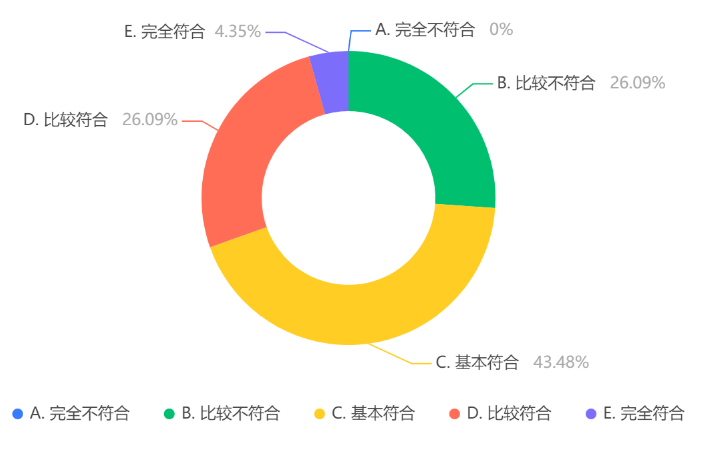 E. 完全符合 4.35%
A. 完全不符合 0%
B. 比较不符合 26.09%
D. 比较符合 26.09%
C. 基本符合 43.48%
A. 完全不符合 B. 比较不符合 C. 基本符合 D. 比较符合 E. 完全符合